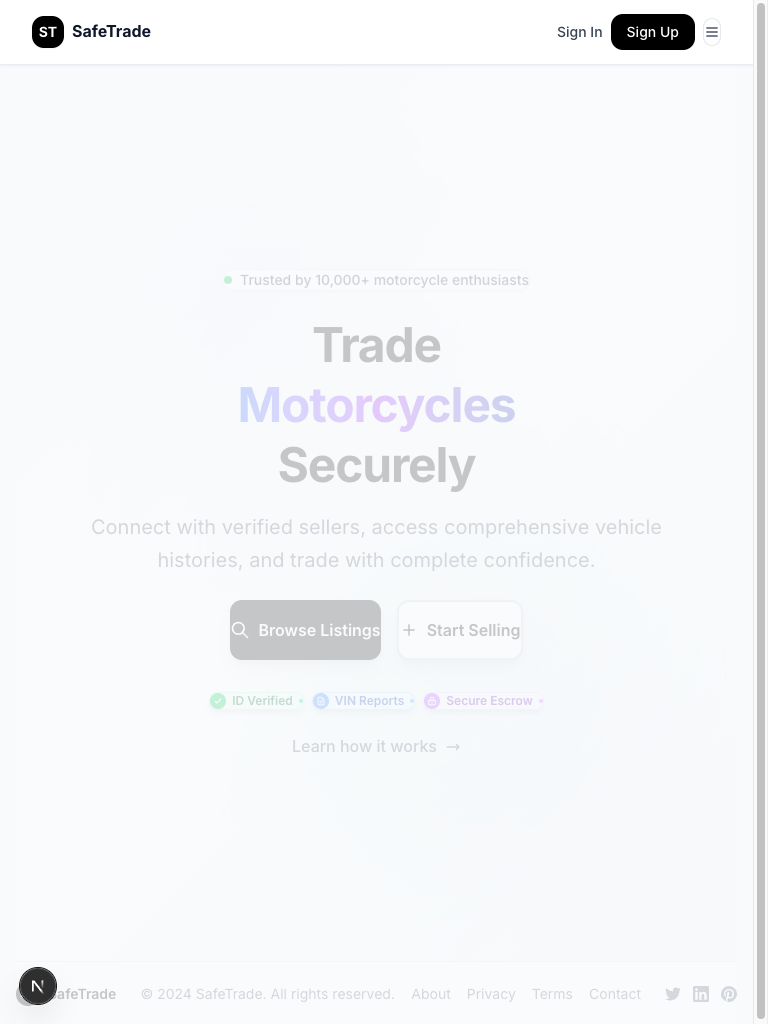 ST SafeTrade Sign In Sign Up
Trusted by 10,000+ motorcycle enthusiasts
Trade
Motorcycles
Securely
Connect with verified sellers, access comprehensive vehicle
histories, and trade with complete confidence.
Browse Listings Start Selling
ID Verified VIN Reports Secure Escrow
Learn how it works →
N afeTrade © 2024 SafeTrade. All rights reserved. About Privacy Terms Contact